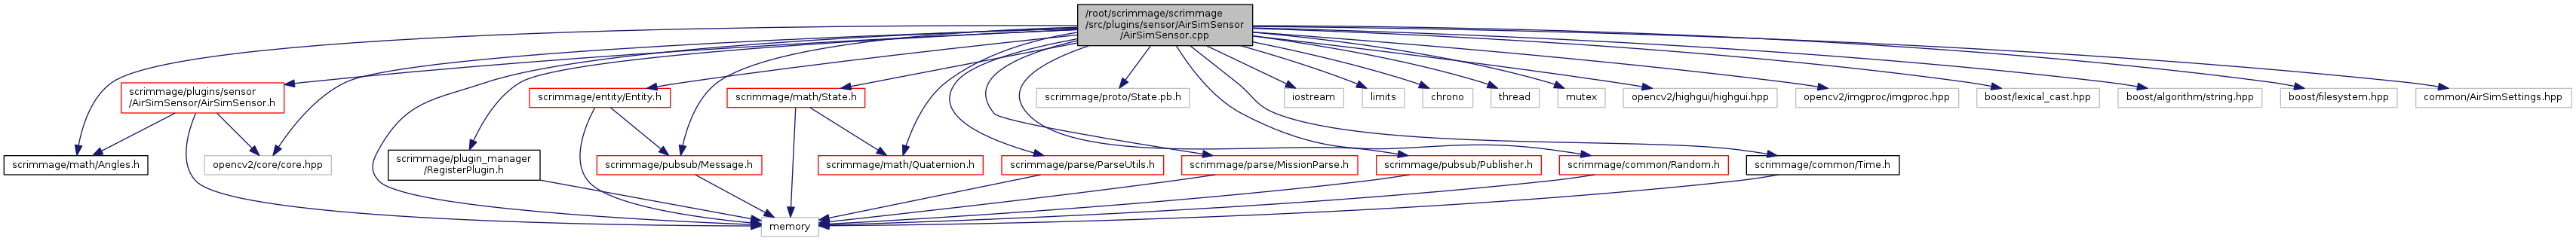 /root/scrimmage/scrimmage
/src/plugins/sensor/AirSimSensor
/AirSimSensor.cpp
scrimmage/plugins/sensor
/AirSimSensor/AirSimSensor.h
scrimmage/entity/Entity.h
scrimmage/math/State.h
scrimmage/proto/State.pb.h
iostream
limits
chrono
thread
mutex
opencv2/highgui/highgui.hpp
opencv2/imgproc/imgproc.hpp
boost/lexical_cast.hpp
boost/algorithm/string.hpp
boost/filesystem.hpp
common/AirSimSettings.hpp
scrimmage/math/Angles.h
opencv2/core/core.hpp
scrimmage/plugin_manager
/RegisterPlugin.h
scrimmage/pubsub/Message.h
scrimmage/math/Quaternion.h
scrimmage/parse/ParseUtils.h
scrimmage/parse/MissionParse.h
scrimmage/pubsub/Publisher.h
scrimmage/common/Random.h
scrimmage/common/Time.h
memory